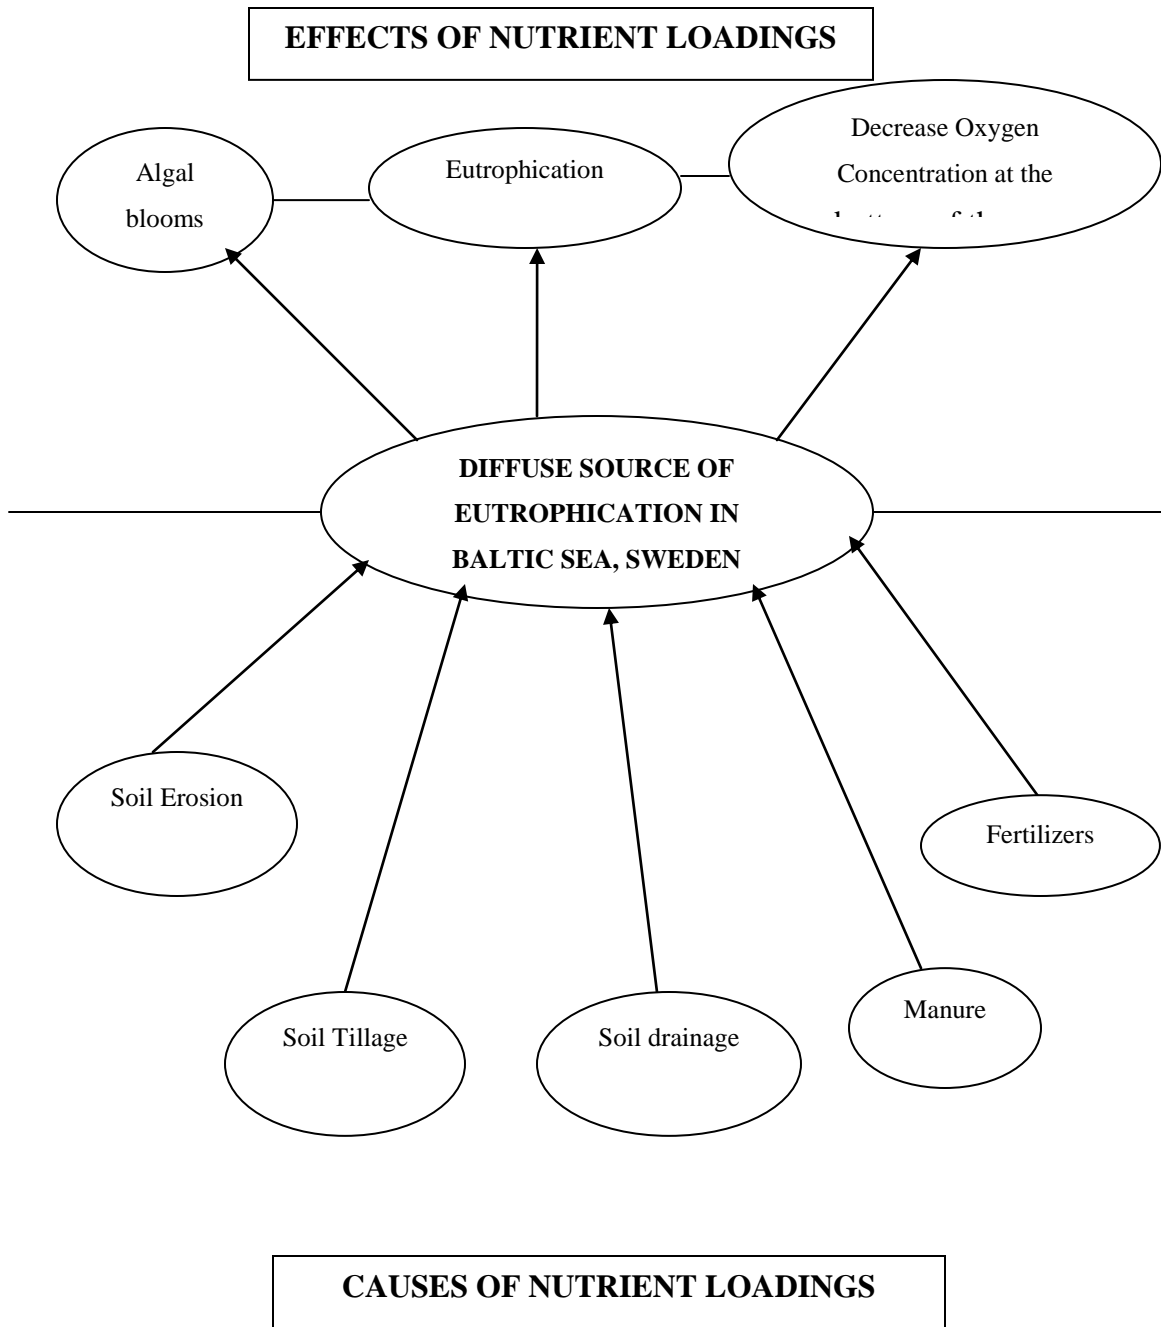 EFFECTS OF NUTRIENT LOADINGS
Algal
blooms
Eutrophication
Decrease Oxygen
Concentration at the
DIFFUSE SOURCE OF
EUTROPHICATION IN
BALTIC SEA, SWEDEN
Soil Erosion
Fertilizers
Soil Tillage
Soil drainage
Manure
CAUSES OF NUTRIENT LOADINGS